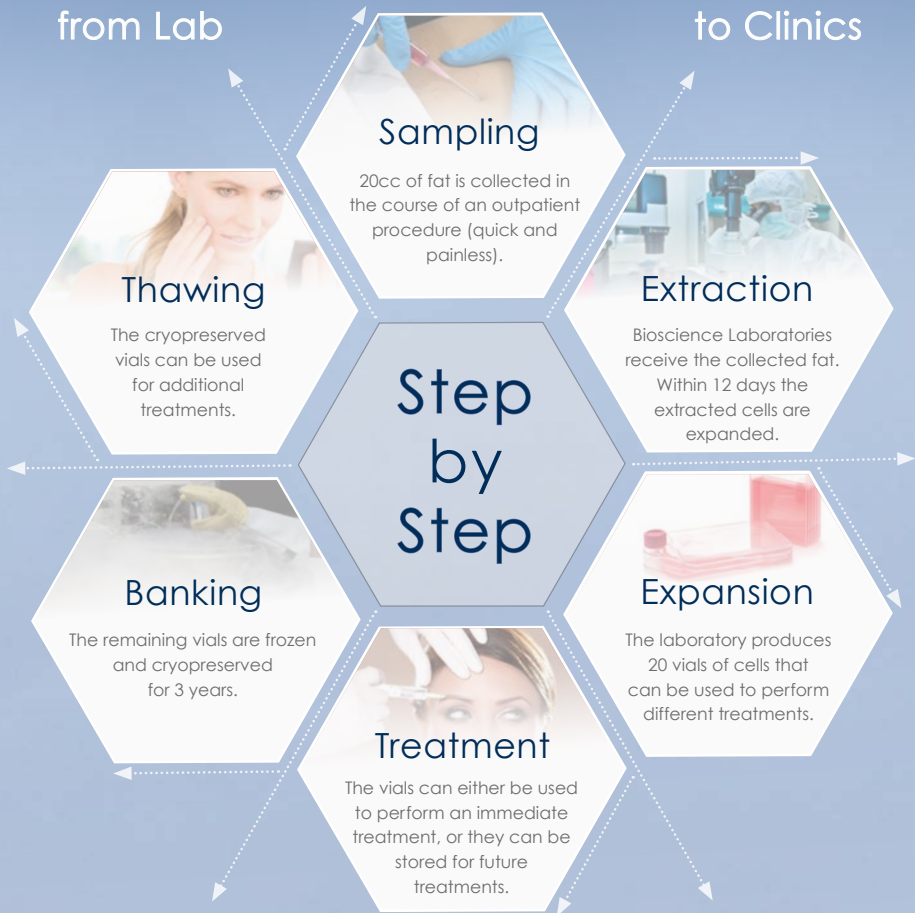 from Lab
to Clinics
Sampling
20cc of fat is collected in
the course of an outpatient
procedure (quick and
painless).
Extraction
Bioscience Laboratories
receive the collected fat.
Within 12 days the
extracted cells are
expanded.
Expansion
The laboratory produces
20 vials of cells that
can be used to perform
different treatments.
Treatment
The vials can either be used
to perform an immediate
treatment, or they can be
stored for future
treatments.
Banking
The remaining vials are frozen
and cryopreserved
for 3 years.
Thawing
The cryopreserved
vials can be used
for additional
treatments.
Step
by
Step